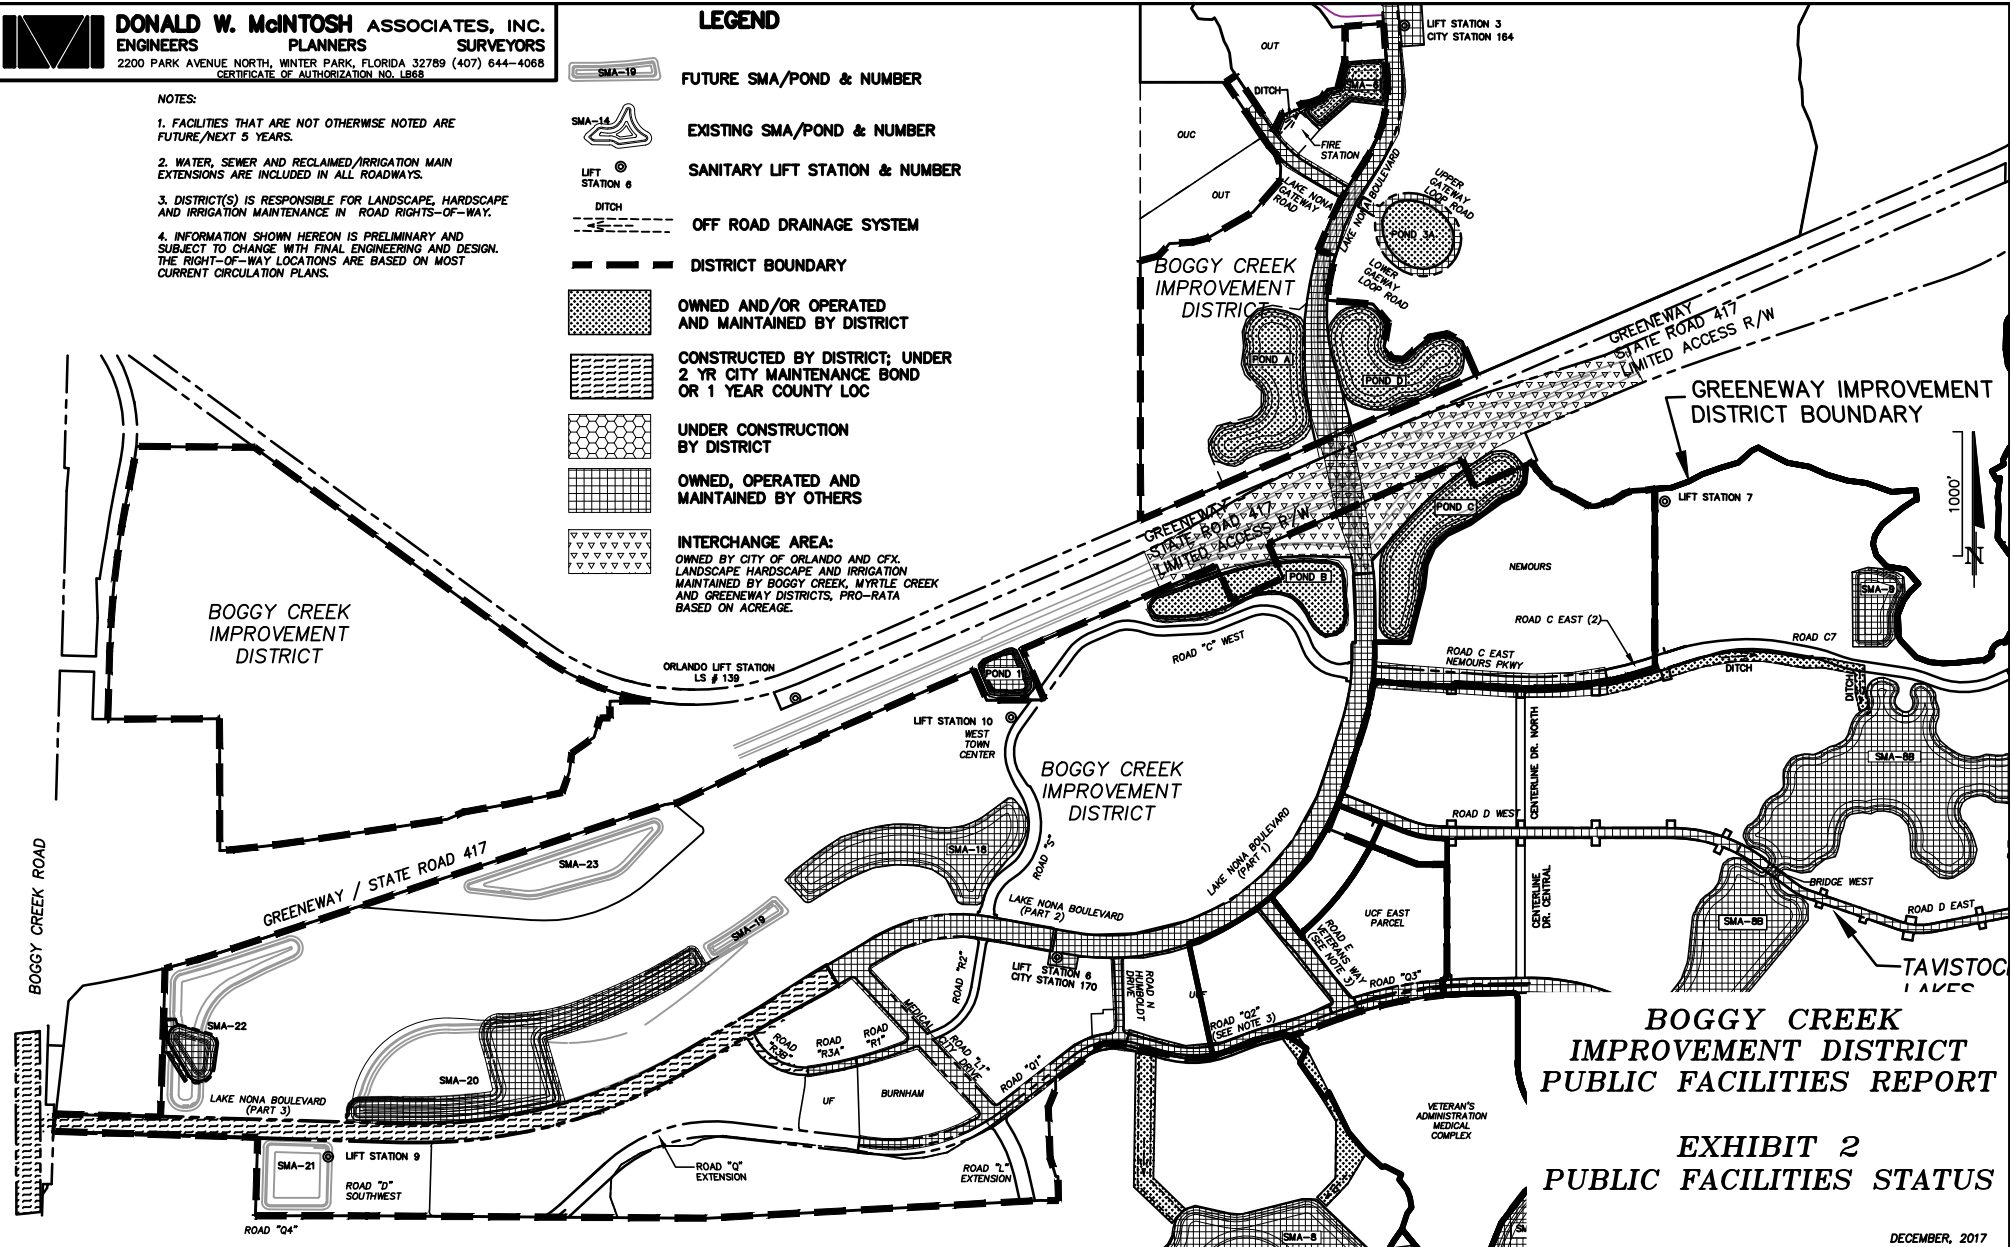 DONALD W. McINTOSH ASSOCIATES, INC.
ENGINEERS PLANNERS SURVEYORS
2200 PARK AVENUE NORTH, WINTER PARK, FLORIDA 32789 (407) 644-4068
CERTIFICATE OF AUTHORIZATION NO. LB68
NOTES:
1. FACILITIES THAT ARE NOT OTHERWISE NOTED ARE
FUTURE/NEXT 5 YEARS.
2. WATER, SEWER AND RECLAIMED/IRRIGATION MAIN
EXTENSIONS ARE INCLUDED IN ALL ROADWAYS.
3. DISTRICT(S) IS RESPONSIBLE FOR LANDSCAPE, HARDSCAPE
AND IRRIGATION MAINTENANCE IN ROAD RIGHTS-OF-WAY.
4. INFORMATION SHOWN HEREON IS PRELIMINARY AND
SUBJECT TO CHANGE WITH FINAL ENGINEERING AND DESIGN.
THE RIGHT-OF-WAY LOCATIONS ARE BASED ON MOST
CURRENT CIRCULATION PLANS.
LEGEND
SMA-19
FUTURE SMA/POND & NUMBER
SMA-14
EXISTING SMA/POND & NUMBER
LIFT
STATION 6
SANITARY LIFT STATION & NUMBER
DITCH
OFF ROAD DRAINAGE SYSTEM
DISTRICT BOUNDARY
OWNED AND/OR OPERATED
AND MAINTAINED BY DISTRICT
CONSTRUCTED BY DISTRICT; UNDER
2 YR CITY MAINTENANCE BOND
OR 1 YEAR COUNTY LOC
UNDER CONSTRUCTION
BY DISTRICT
OWNED, OPERATED AND
MAINTAINED BY OTHERS
INTERCHANGE AREA:
OWNED BY CITY OF ORLANDO AND CFX.
LANDSCAPE HARDSCAPE AND IRRIGATION
MAINTAINED BY BOGGY CREEK, MYRTLE CREEK
AND GREENEWAY DISTRICTS, PRO-RATA
BASED ON ACREAGE.
LIFT STATION 3
CITY STATION 164
OUT
DITCH
OUC
FIRE
STATION
OUT
LAKE NONA
GATEWAY
ROAD
LAKE NONA BOULEVARD
UPPER
GATEWAY
LOOP ROAD
POND 3A
LOWER
GAEWAY
LOOP ROAD
BOGGY CREEK
IMPROVEMENT
DISTRICT
POND A
POND D
GREENEWAY
STATE ROAD 417
LIMITED ACCESS R/W
GREENEWAY IMPROVEMENT
DISTRICT BOUNDARY
1000'
N
LIFT STATION 7
POND C
GREENEWAY
STATE ROAD 417
LIMITED ACCESS R/W
POND B
NEMOURS
SMA-9
ROAD C EAST (2)
ROAD C7
ROAD "C" WEST
ROAD C EAST
NEMOURS PKWY
DITCH
DITCH
BOGGY CREEK
IMPROVEMENT
DISTRICT
ORLANDO LIFT STATION
LS # 139
POND 1
LIFT STATION 10
WEST
TOWN
CENTER
BOGGY CREEK
IMPROVEMENT
DISTRICT
CENTERLINE DR. NORTH
SMA-8B
ROAD D WEST
LAKE NONA BOULEVARD
(PART 1)
SMA-18
ROAD "S"
BOGGY CREEK ROAD
GREENEWAY / STATE ROAD 417
SMA-23
SMA-19
LAKE NONA BOULEVARD
(PART 2)
UCF EAST
PARCEL
CENTERLINE
DR. CENTRAL
BRIDGE WEST
SMA-8B
ROAD D EAST
TAVISTOC
LAKES
ROAD E
VETERANS WAY
(SEE NOTE 3)
ROAD "Q3"
LIFT STATION 6
CITY STATION 170
ROAD N
HUMBOLDT
DRIVE
UCF
ROAD "Q2"
(SEE NOTE 3)
ROAD "R2"
MEDICAL
CITY DRIVE
ROAD "L1"
ROAD "Q1"
ROAD
"R3B"
ROAD
"R3A"
ROAD
"R1"
SMA-22
SMA-20
LAKE NONA BOULEVARD
(PART 3)
UF
BURNHAM
SMA-21
LIFT STATION 9
ROAD "D"
SOUTHWEST
ROAD "Q4"
ROAD "Q"
EXTENSION
ROAD "L"
EXTENSION
VETERAN'S
ADMINISTRATION
MEDICAL
COMPLEX
SMA-8
BOGGY CREEK
IMPROVEMENT DISTRICT
PUBLIC FACILITIES REPORT
EXHIBIT 2
PUBLIC FACILITIES STATUS
DECEMBER, 2017